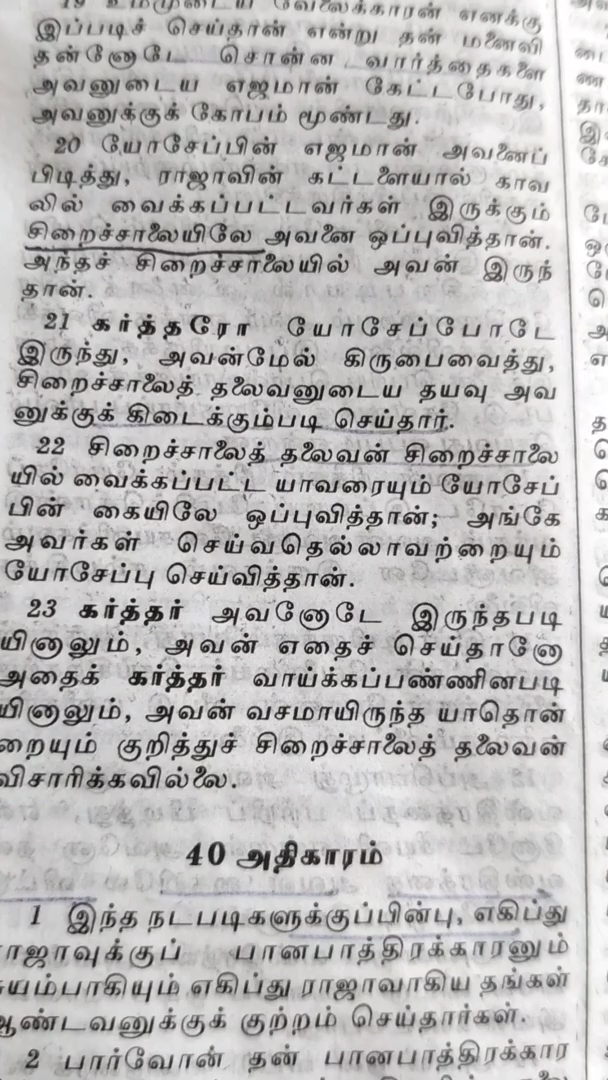 19 உம்முடைய வேலைக்காரன் எனக்கு
இப்படிச் செய்தான் என்று தன் மனைவி
தன்னோடே சொன்ன வார்த்தைகளை
அவனுடைய எஜமான் கேட்டபோது,
அவனுக்குக் கோபம் மூண்டது.
20 யோசேப்பின் எஜமான் அவனைப்
பிடித்து, ராஜாவின் கட்டளையால் காவ
லில் வைக்கப்பட்டவர்கள் இருக்கும்
சிறைச்சாலையிலே அவனை ஒப்புவித்தான்.
அந்தச் சிறைச்சாலையில் அவன் இருந்
தான்.
21 கர்த்தரோ யோசேப்போடே
இருந்து, அவன்மேல் கிருபைவைத்து,
சிறைச்சாலைத் தலைவனுடைய தயவு அவ
னுக்குக் கிடைக்கும்படி செய்தார்.
22 சிறைச்சாலைத் தலைவன் சிறைச்சாலை
யில் வைக்கப்பட்ட யாவரையும் யோசேப்
பின் கையிலே ஒப்புவித்தான்; அங்கே
அவர்கள் செய்வதெல்லாவற்றையும்
யோசேப்பு செய்வித்தான்.
23 கர்த்தர் அவனோடே இருந்தபடி
யினாலும், அவன் எதைச் செய்தானோ
அதைக் கர்த்தர் வாய்க்கப்பண்ணினபடி
யினாலும், அவன் வசமாயிருந்த யாதொன்
றையும் குறித்துச் சிறைச்சாலைத் தலைவன்
விசாரிக்கவில்லை.
40 அதிகாரம்
1 இந்த நடபடிகளுக்குப்பின்பு, எகிப்து
ராஜாவுக்குப் பானபாத்திரக்காரனும்
சுயம்பாகியும் எகிப்து ராஜாவாகிய தங்கள்
ஆண்டவனுக்குக் குற்றம் செய்தார்கள்.
2 பார்வோன் தன் பானபாத்திரக்கார